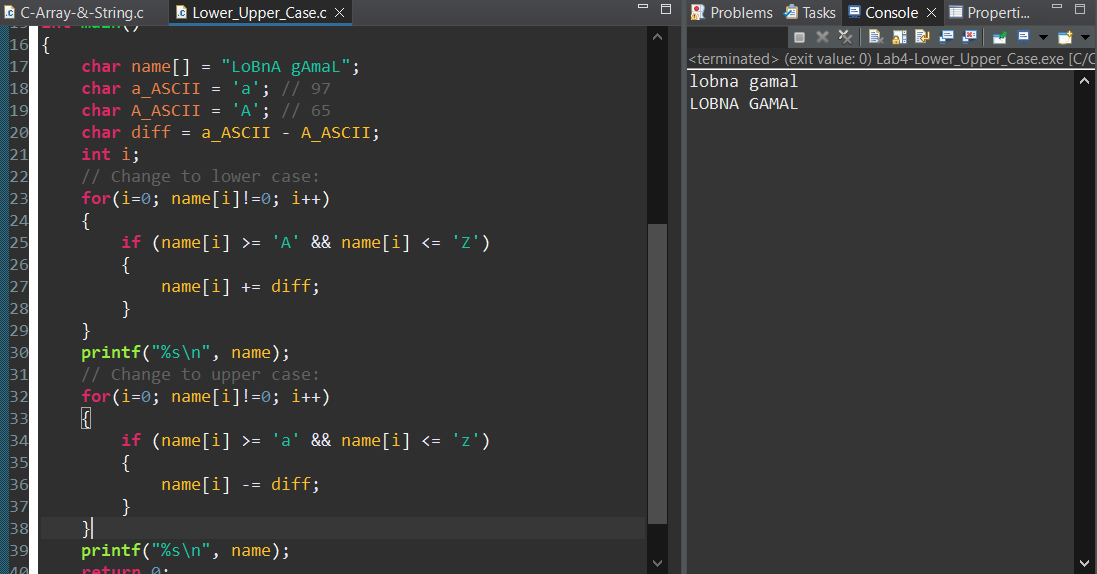 C-Array-&-String.c
Lower_Upper_Case.c
16 {
17     char name[] = "LoBnA gAmaL";
18     char a_ASCII = 'a'; // 97
19     char A_ASCII = 'A'; // 65
20     char diff = a_ASCII - A_ASCII;
21     int i;
22     // Change to lower case:
23     for(i=0; name[i]!=0; i++)
24     {
25         if (name[i] >= 'A' && name[i] <= 'Z')
26         {
27             name[i] += diff;
28         }
29     }
30     printf("%s\n", name);
31     // Change to upper case:
32     for(i=0; name[i]!=0; i++)
33     {
34         if (name[i] >= 'a' && name[i] <= 'z')
35         {
36             name[i] -= diff;
37         }
38     }
39     printf("%s\n", name);
40     return 0;
Problems Tasks Console Properti...
<terminated> (exit value: 0) Lab4-Lower_Upper_Case.exe [C/C
lobna gamal
LOBNA GAMAL